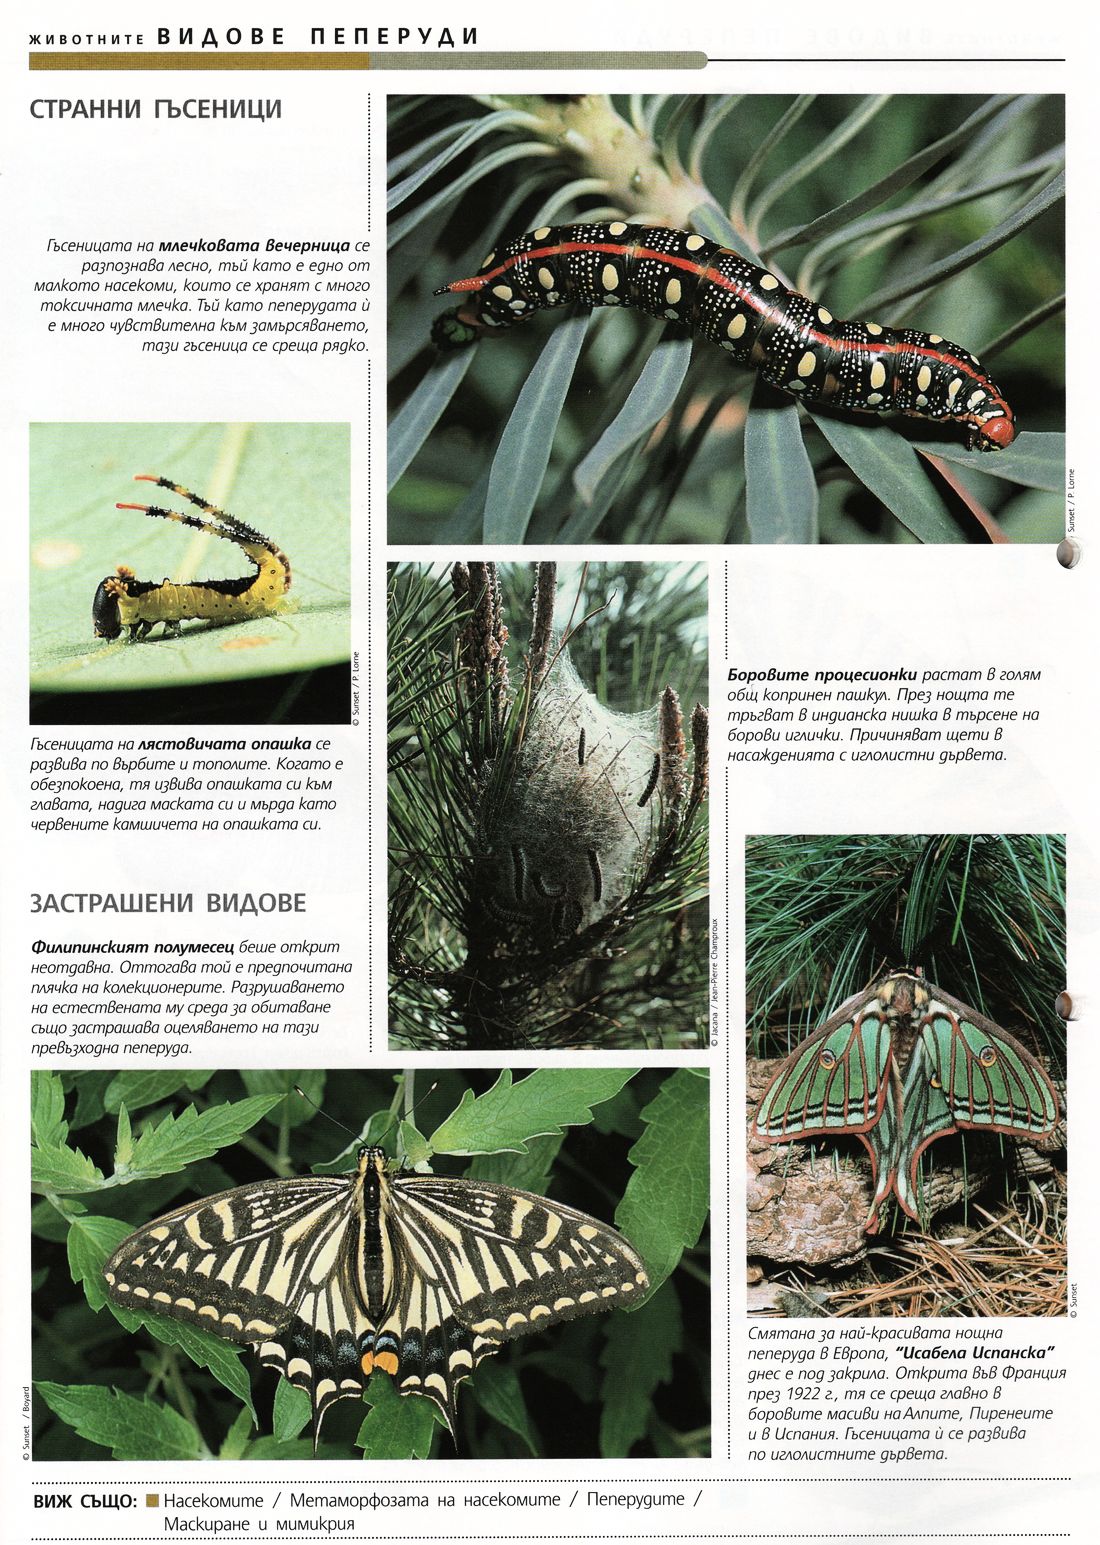 животните ВИДОВЕ ПЕПЕРУДИ
СТРАННИ ГЪСЕНИЦИ
Гъсеницата на млечковата вечерница се
разпознава лесно, тъй като е едно от
малкото насекоми, които се хранят с много
токсичната млечка. Тъй като пеперудата ѝ
е много чувствителна към замърсяването,
тази гъсеница се среща рядко.
© Sunset / P. Lorne
Sunset / P. Lorne
Гъсеницата на лястовичата опашка се
развива по върбите и тополите. Когато е
обезпокоена, тя извива опашката си към
главата, надига маската си и мърда като
червените камшичета на опашката си.
Боровите процесионки растат в голям
общ копринен пашкул. През нощта те
тръгват в индианска нишка в търсене на
борови иглички. Причиняват щети в
насажденията с иглолистни дървета.
© Jacana / Jean-Pierre Champroux
ЗАСТРАШЕНИ ВИДОВЕ
Филипинският полумесец беше открит
неотдавна. Оттогава той е предпочитана
плячка на колекционерите. Разрушаването
на естествената му среда за обитаване
също застрашава оцеляването на тази
превъзходна пеперуда.
© Sunset / Boyard
© Sunset
Смятана за най-красивата нощна
пеперуда в Европа, “Исабела Испанска”
днес е под закрила. Открита във Франция
през 1922 г., тя се среща главно в
боровите масиви на Алпите, Пиренеите
и в Испания. Гъсеницата ѝ се развива
по иглолистните дървета.
ВИЖ СЪЩО: Насекомите / Метаморфозата на насекомите / Пеперудите /
Маскиране и мимикрия